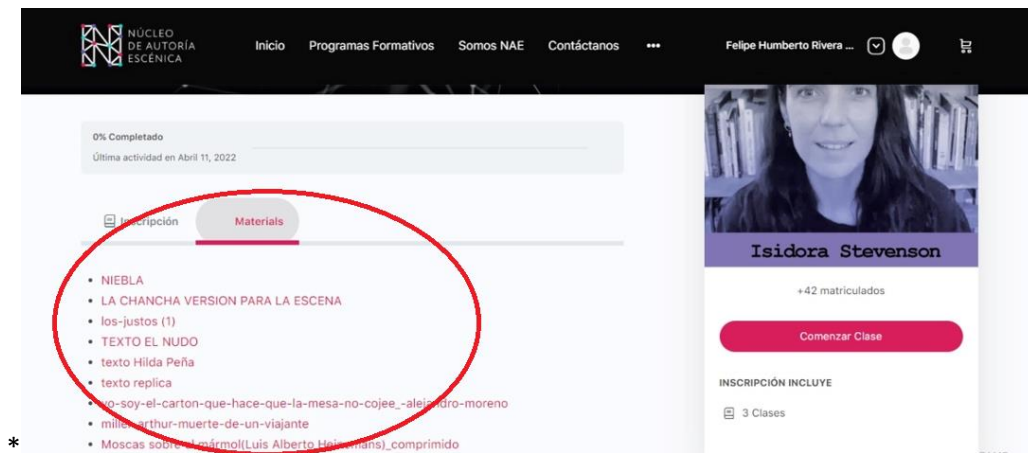 NÚCLEO
DE AUTORÍA
ESCÉNICA
Inicio Programas Formativos Somos NAE Contáctanos •••
Felipe Humberto Rivera ...
0% Completado
Última actividad en Abril 11, 2022
Inscripción Materials
• NIEBLA
• LA CHANCHA VERSION PARA LA ESCENA
• los-justos (1)
• TEXTO EL NUDO
• texto Hilda Peña
• texto replica
• yo-soy-el-carton-que-hace-que-la-mesa-no-cojee_-alejandro-moreno
• miller-arthur-muerte-de-un-viajante
• Moscas sobre el mármol(Luis Alberto Heiremans)_comprimido
*
Isidora Stevenson
+42 matriculados
Comenzar Clase
INSCRIPCIÓN INCLUYE
3 Clases